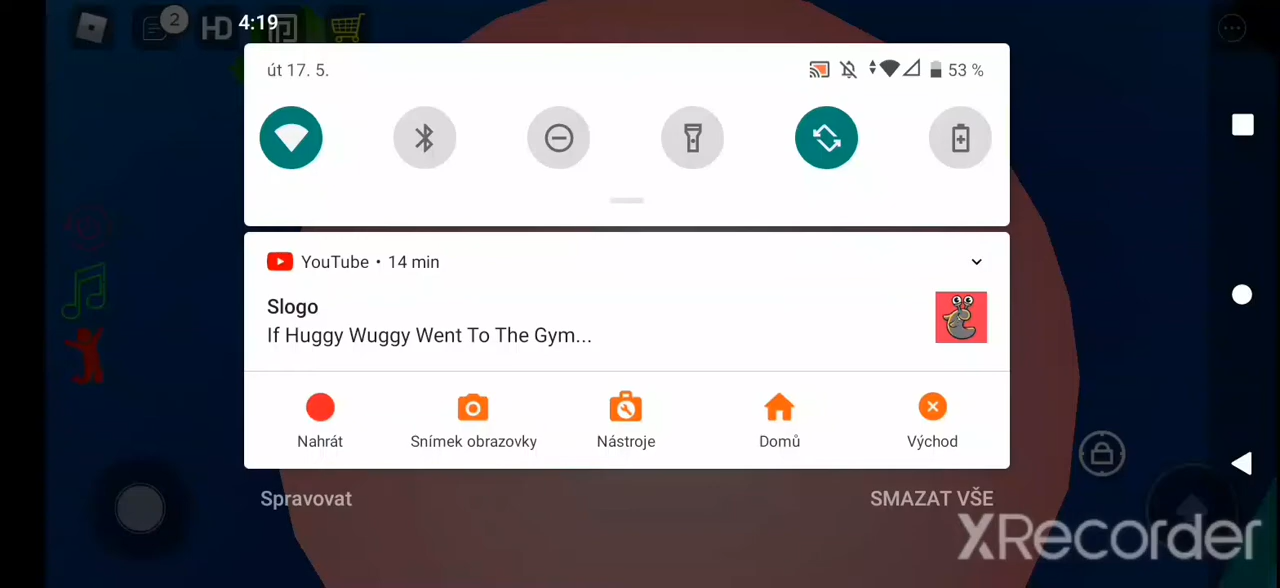 2
HD
4:19
út 17. 5.
53 %
YouTube • 14 min
Slogo
If Huggy Wuggy Went To The Gym...
Nahrát
Snímek obrazovky
Nástroje
Domů
Východ
Spravovat
SMAZAT VŠE
XRecorder